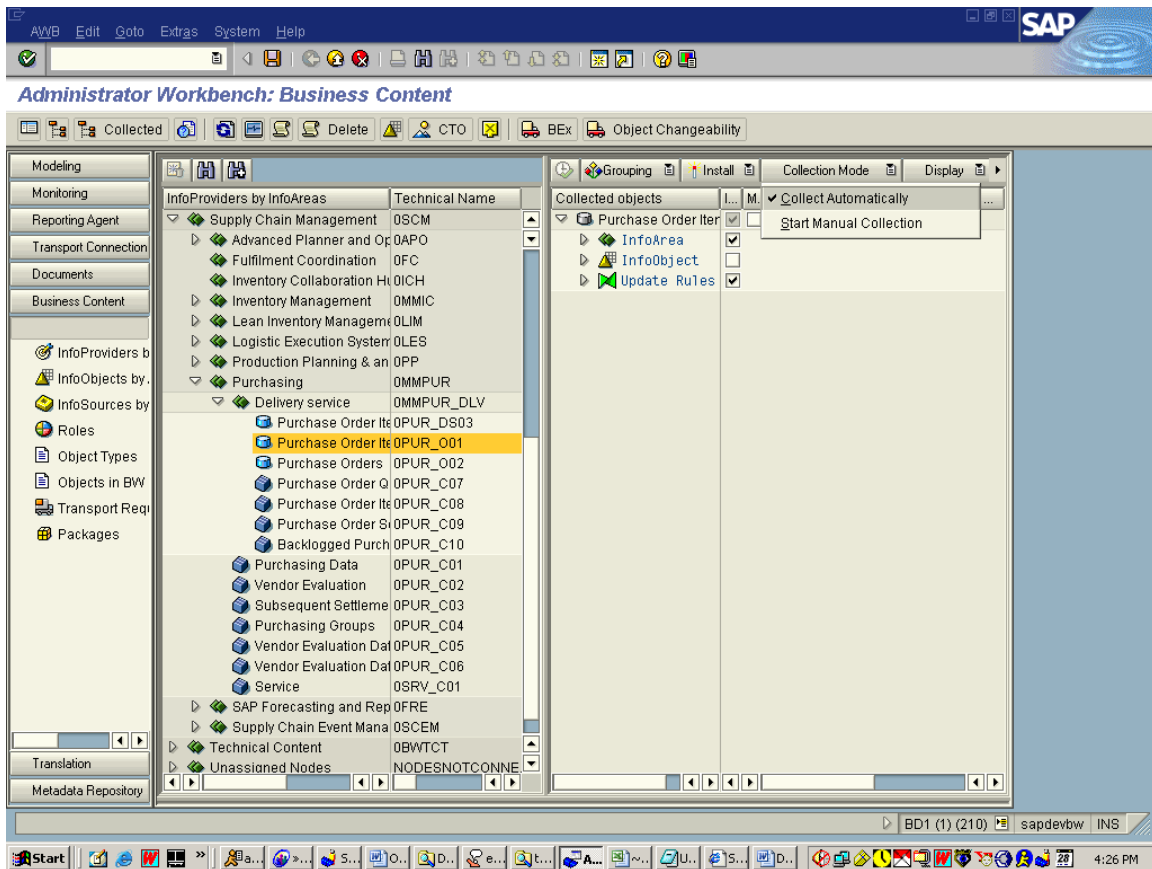 AWB Edit Goto Extras System Help
SAP
Administrator Workbench: Business Content
Collected Delete CTO BEx Object Changeability
Modeling
Monitoring
Reporting Agent
Transport Connection
Documents
Business Content
InfoProviders b
InfoObjects by.
InfoSources by
Roles
Object Types
Objects in BW
Transport Requ
Packages
Translation
Metadata Repository
InfoProviders by InfoAreas Technical Name
Supply Chain Management 0SCM
Advanced Planner and Op 0APO
Fulfilment Coordination 0FC
Inventory Collaboration Hu 0ICH
Inventory Management 0MMIC
Lean Inventory Manageme 0LIM
Logistic Execution System 0LES
Production Planning & an 0PP
Purchasing 0MMPUR
Delivery service 0MMPUR_DLV
Purchase Order Ite 0PUR_DS03
Purchase Order Ite 0PUR_O01
Purchase Orders 0PUR_O02
Purchase Order Q 0PUR_C07
Purchase Order Ite 0PUR_C08
Purchase Order S 0PUR_C09
Backlogged Purch 0PUR_C10
Purchasing Data 0PUR_C01
Vendor Evaluation 0PUR_C02
Subsequent Settleme 0PUR_C03
Purchasing Groups 0PUR_C04
Vendor Evaluation Dat 0PUR_C05
Vendor Evaluation Dat 0PUR_C06
Service 0SRV_C01
SAP Forecasting and Rep 0FRE
Supply Chain Event Mana 0SCEM
Technical Content 0BWTCT
Unassigned Nodes NODESNOTCONNE
Grouping Install Collection Mode Display
Collected objects I... M. ...
Collect Automatically
Start Manual Collection
Purchase Order Iter
InfoArea
InfoObject
Update Rules
BD1 (1) (210) sapdevbw INS
Start » a... »... S... O... D... e... t... A... ~... U... S... D... 28 4:26 PM